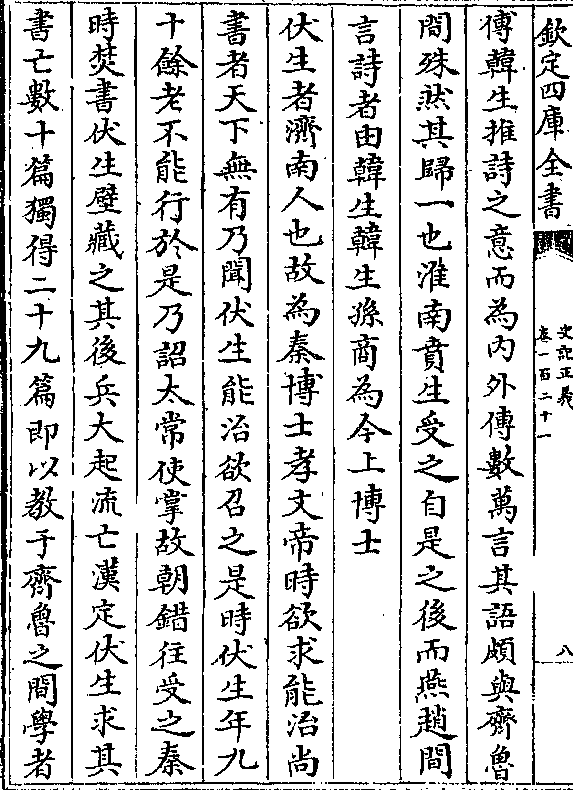 欽定四庫全書
史記正義
卷一百二十一
八
傅韓生推詩之意而為内外傳數萬言其語頗與齊魯
間殊然其歸一也淮南賁生受之自是之後而燕趙間
言詩者由韓生韓生孫商為今上博士
伏生者濟南人也故為秦博士孝文帝時欲求能治尚
書者天下無有乃聞伏生能治欲召之是時伏生年九
十餘老不能行於是乃詔太常使掌故朝錯往受之秦
時焚書伏生壁藏之其後兵大起流亡漢定伏生求其
書亡數十篇獨得二十九篇即以教于齊魯之間學者